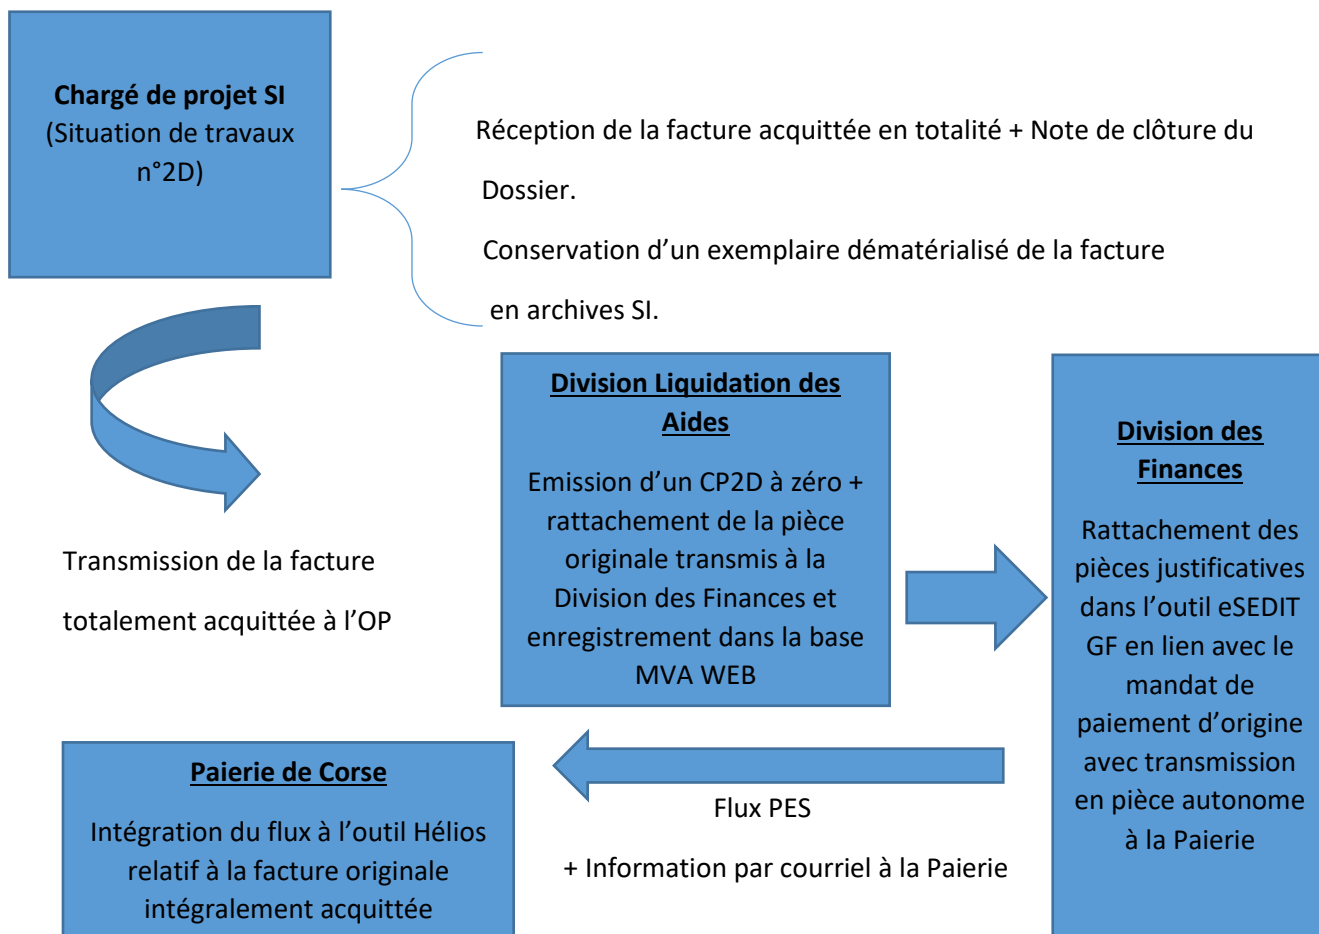 Chargé de projet SI
(Situation de travaux
n°2D)
Réception de la facture acquittée en totalité + Note de clôture du
Dossier.
Conservation d’un exemplaire dématérialisé de la facture
en archives SI.
Transmission de la facture
totalement acquittée à l’OP
Division Liquidation des
Aides
Emission d’un CP2D à zéro +
rattachement de la pièce
originale transmis à la
Division des Finances et
enregistrement dans la base
MVA WEB
Division des
Finances
Rattachement des
pièces justificatives
dans l’outil eSEDIT
GF en lien avec le
mandat de
paiement d’origine
avec transmission
en pièce autonome
à la Paierie
Flux PES
+ Information par courriel à la Paierie
Paierie de Corse
Intégration du flux à l’outil Hélios
relatif à la facture originale
intégralement acquittée